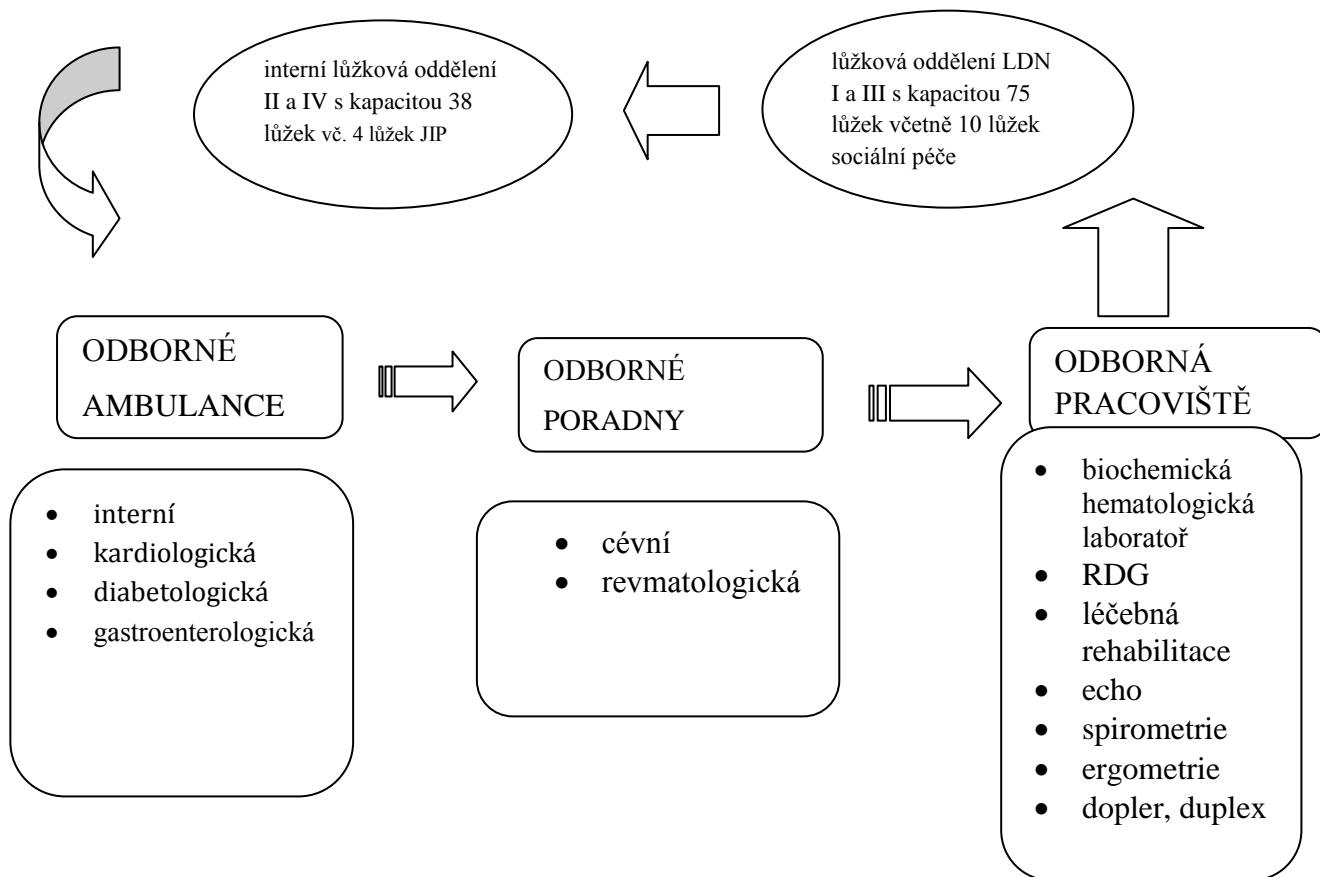 interní lůžková oddělení
II a IV s kapacitou 38
lůžek vč. 4 lůžek JIP
lůžková oddělení LDN
I a III s kapacitou 75
lůžek včetně 10 lůžek
sociální péče
ODBORNÉ
AMBULANCE
ODBORNÉ
PORADNY
ODBORNÁ
PRACOVIŠTĚ
• interní
• kardiologická
• diabetologická
• gastroenterologická
• cévní
• revmatologická
• biochemická
hematologická
laboratoř
• RDG
• léčebná
rehabilitace
• echo
• spirometrie
• ergometrie
• dopler, duplex